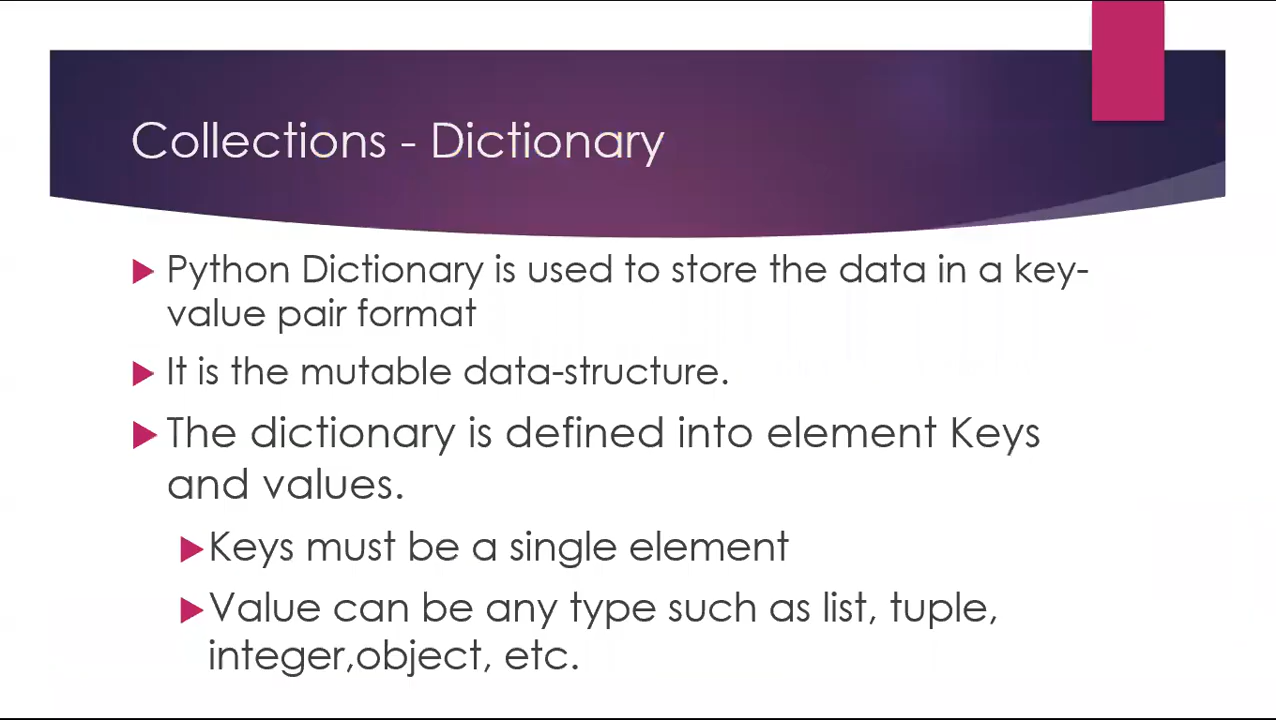 Collections - Dictionary
Python Dictionary is used to store the data in a key-
value pair format
It is the mutable data-structure.
The dictionary is defined into element Keys
and values.
Keys must be a single element
Value can be any type such as list, tuple,
integer,object, etc.